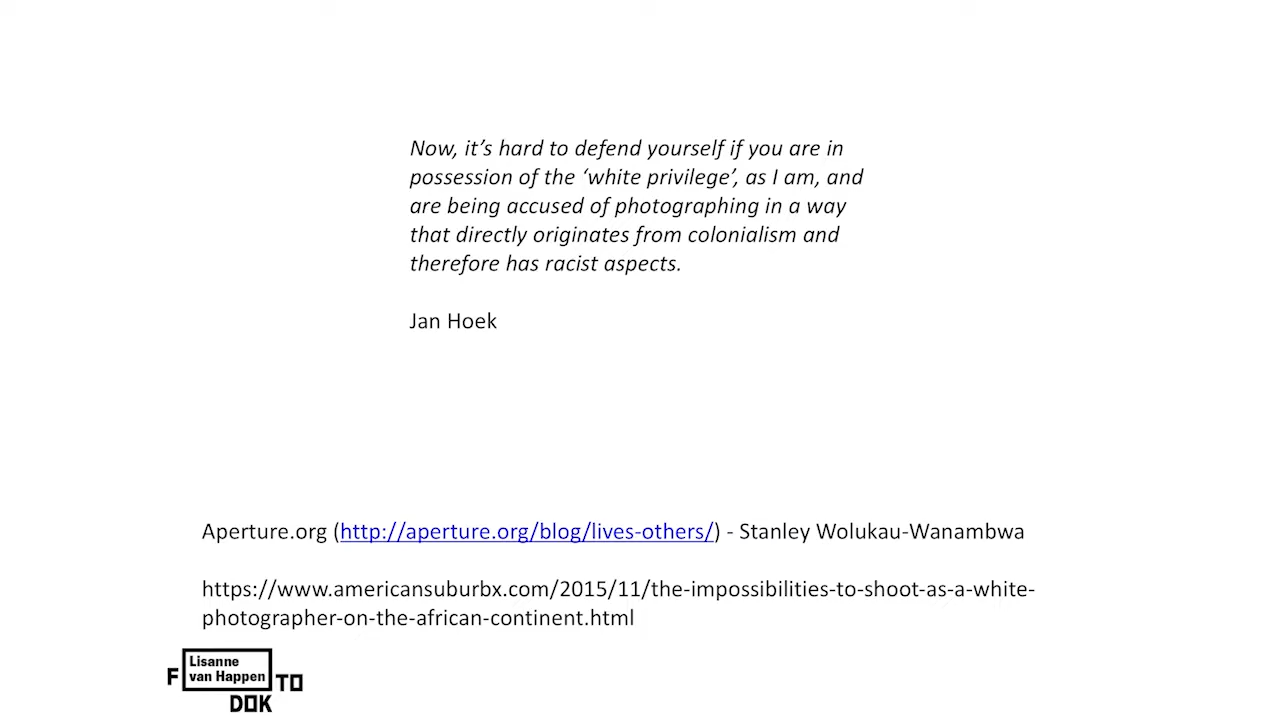 Now, it’s hard to defend yourself if you are in
possession of the ‘white privilege’, as I am, and
are being accused of photographing in a way
that directly originates from colonialism and
therefore has racist aspects.
Jan Hoek
Aperture.org (http://aperture.org/blog/lives-others/) - Stanley Wolukau-Wanambwa
https://www.americansuburbx.com/2015/11/the-impossibilities-to-shoot-as-a-white-
photographer-on-the-african-continent.html
Lisanne
van Happen
F TO
DOK